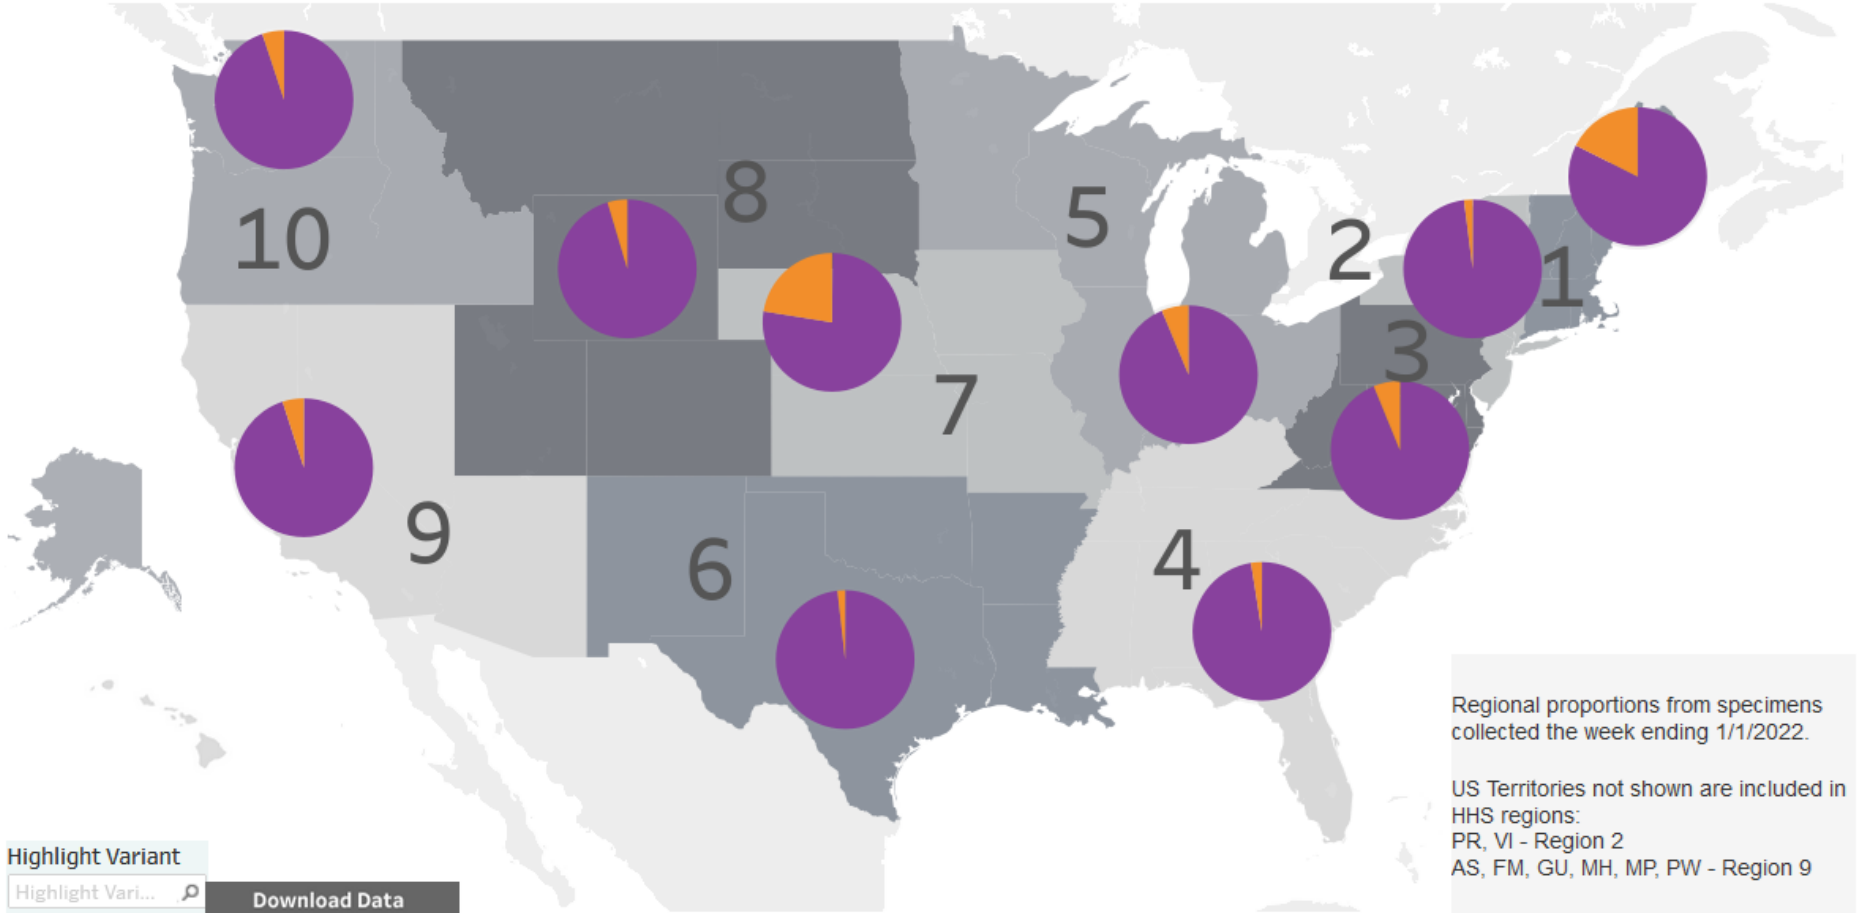 8
5
10
2
1
3
7
9
4
6
Regional proportions from specimens
collected the week ending 1/1/2022.
US Territories not shown are included in
HHS regions:
PR, VI - Region 2
AS, FM, GU, MH, MP, PW - Region 9
Highlight Variant
Highlight Vari...
Download Data